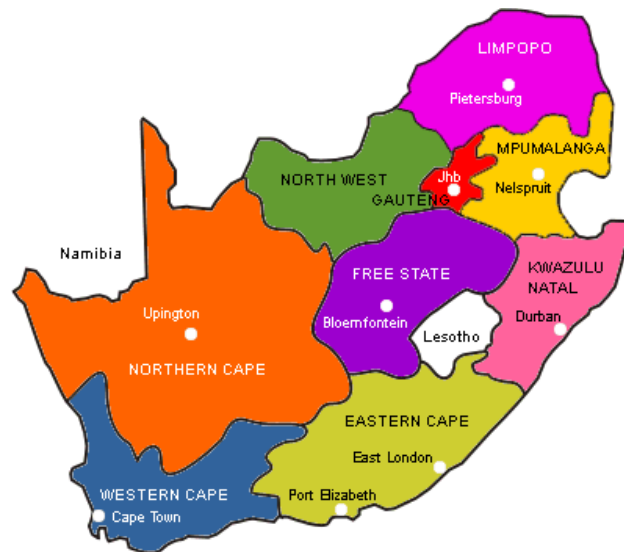 LIMPOPO
Pietersburg
MPUMALANGA
Jhb
NORTH WEST
Nelspruit
GAUTENG
Namibia
FREE STATE
KWAZULU
NATAL
Upington
Bloemfontein
Durban
Lesotho
NORTHERN CAPE
EASTERN CAPE
East London
WESTERN CAPE
Port Elizabeth
Cape Town